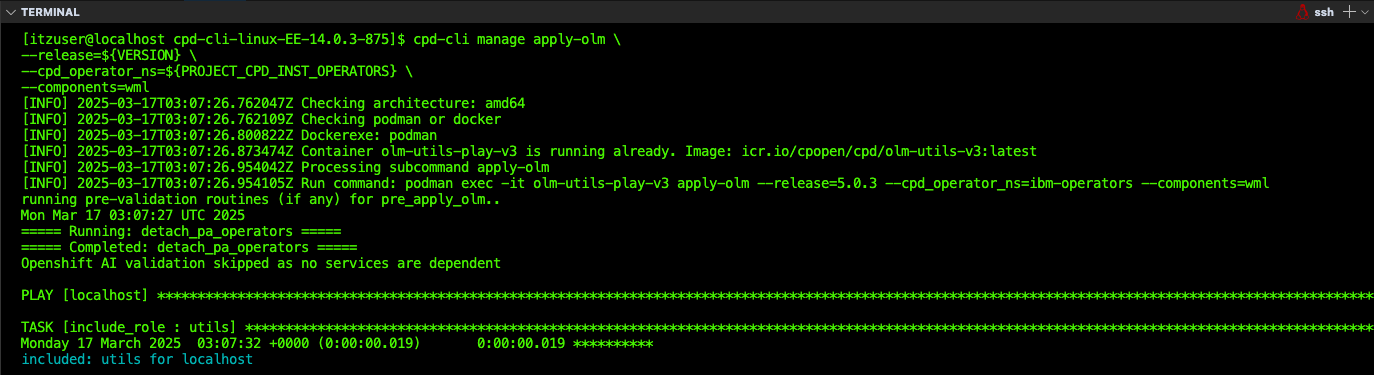 TERMINAL
ssh
[itzuser@localhost cpd-cli-linux-EE-14.0.3-875]$ cpd-cli manage apply-olm \
--release=${VERSION} \
--cpd_operator_ns=${PROJECT_CPD_INST_OPERATORS} \
--components=wml
[INFO] 2025-03-17T03:07:26.762047Z Checking architecture: amd64
[INFO] 2025-03-17T03:07:26.762109Z Checking podman or docker
[INFO] 2025-03-17T03:07:26.800822Z Dockerexe: podman
[INFO] 2025-03-17T03:07:26.873474Z Container olm-utils-play-v3 is running already. Image: icr.io/cpopen/cpd/olm-utils-v3:latest
[INFO] 2025-03-17T03:07:26.954042Z Processing subcommand apply-olm
[INFO] 2025-03-17T03:07:26.954105Z Run command: podman exec -it olm-utils-play-v3 apply-olm --release=5.0.3 --cpd_operator_ns=ibm-operators --components=wml
running pre-validation routines (if any) for pre_apply_olm..
Mon Mar 17 03:07:27 UTC 2025
===== Running: detach_pa_operators =====
===== Completed: detach_pa_operators =====
Openshift AI validation skipped as no services are dependent
PLAY [localhost] ********************************************************************************************************************************************************
TASK [include_role : utils] *********************************************************************************************************************************************
Monday 17 March 2025  03:07:32 +0000 (0:00:00.019)       0:00:00.019 **********
included: utils for localhost